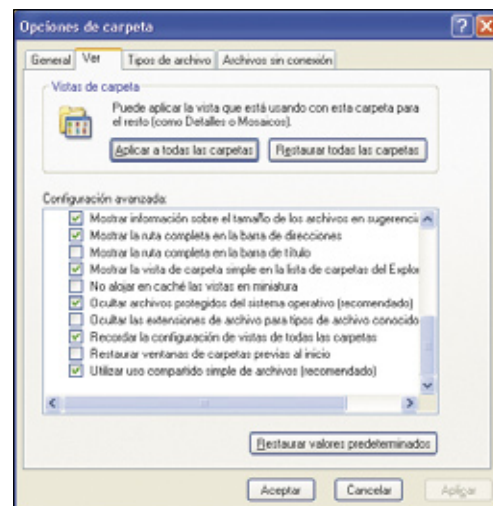 Opciones de carpeta
General Ver Tipos de archivo Archivos sin conexión
Vistas de carpeta
Puede aplicar la vista que está usando con esta carpeta para
el resto (como Detalles o Mosaicos).
Aplicar a todas las carpetas Restaurar todas las carpetas
Configuración avanzada:
Mostrar información sobre el tamaño de los archivos en sugerencia
Mostrar la ruta completa en la barra de direcciones
Mostrar la ruta completa en la barra de título
Mostrar la vista de carpeta simple en la lista de carpetas del Explor
No alojar en caché las vistas en miniatura
Ocultar archivos protegidos del sistema operativo (recomendado)
Ocultar las extensiones de archivo para tipos de archivo conocido
Recordar la configuración de vistas de todas las carpetas
Restaurar ventanas de carpetas previas al inicio
Utilizar uso compartido simple de archivos (recomendado)
Restaurar valores predeterminados
Aceptar Cancelar Aplicar